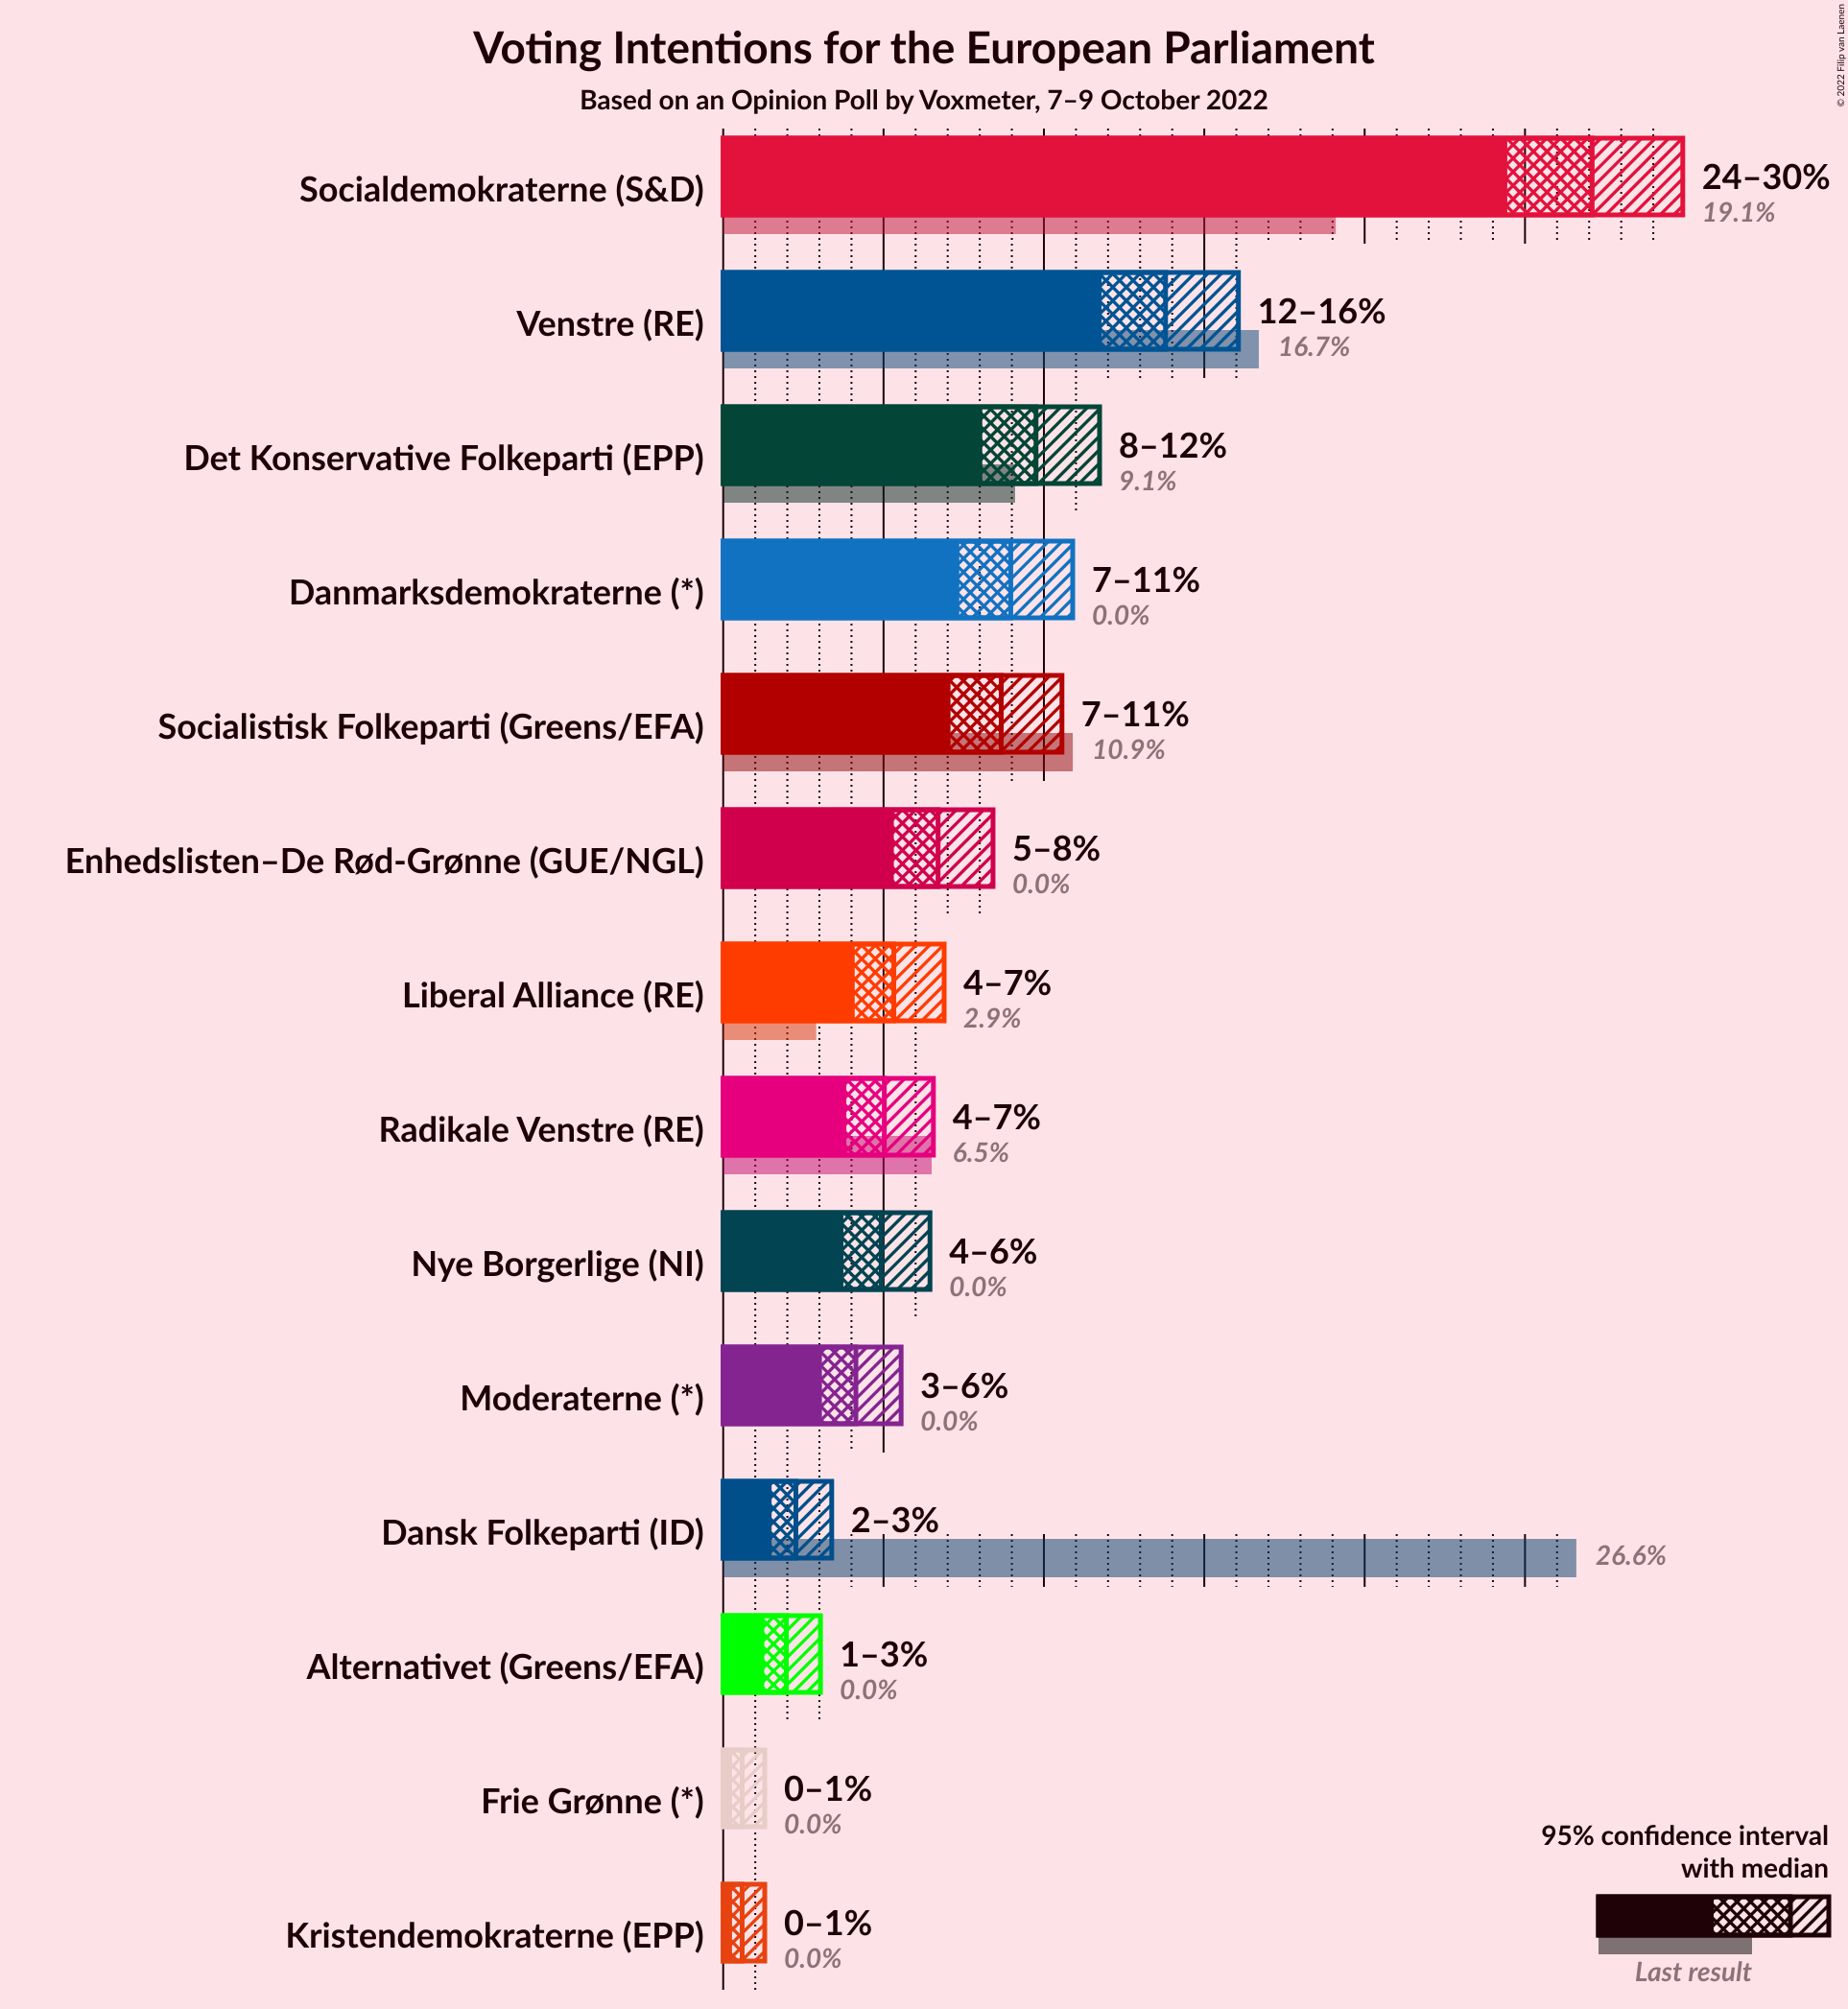 Voting Intentions for the European Parliament
Based on an Opinion Poll by Voxmeter, 7–9 October 2022
© 2022 Filip van Laenen
Socialdemokraterne (S&D)
24–30%
19.1%
Venstre (RE)
12–16%
16.7%
Det Konservative Folkeparti (EPP)
8–12%
9.1%
Danmarksdemokraterne (*)
7–11%
0.0%
Socialistisk Folkeparti (Greens/EFA)
7–11%
10.9%
Enhedslisten–De Rød-Grønne (GUE/NGL)
5–8%
0.0%
Liberal Alliance (RE)
4–7%
2.9%
Radikale Venstre (RE)
4–7%
6.5%
Nye Borgerlige (NI)
4–6%
0.0%
Moderaterne (*)
3–6%
0.0%
Dansk Folkeparti (ID)
2–3%
26.6%
Alternativet (Greens/EFA)
1–3%
0.0%
Frie Grønne (*)
0–1%
0.0%
Kristendemokraterne (EPP)
0–1%
0.0%
95% confidence interval
with median
Last result